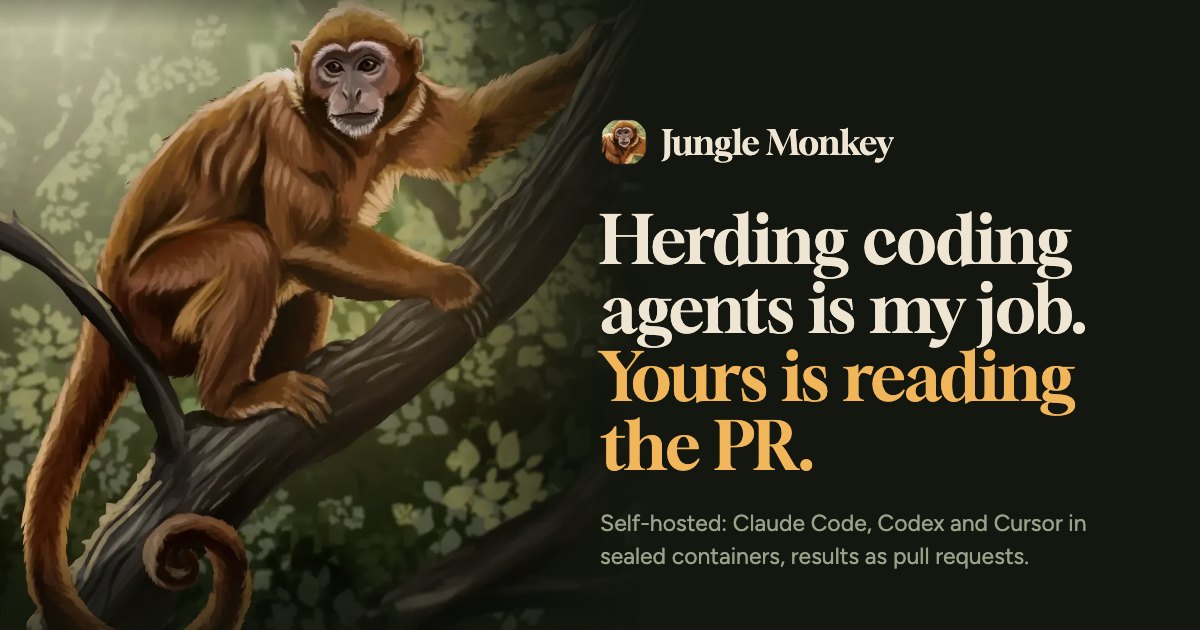 Jungle Monkey
Herding coding
agents is my job.
Yours is reading
the PR.
Self-hosted: Claude Code, Codex and Cursor in
sealed containers, results as pull requests.